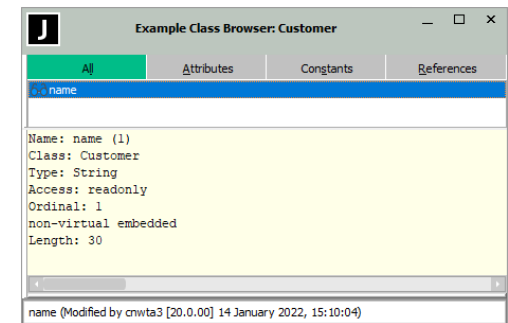 J
Example Class Browser: Customer
All Attributes Constants References
name
Name: name (1)
Class: Customer
Type: String
Access: readonly
Ordinal: 1
non-virtual embedded
Length: 30
name (Modified by cnwta3 [20.0.00] 14 January 2022, 15:10:04)